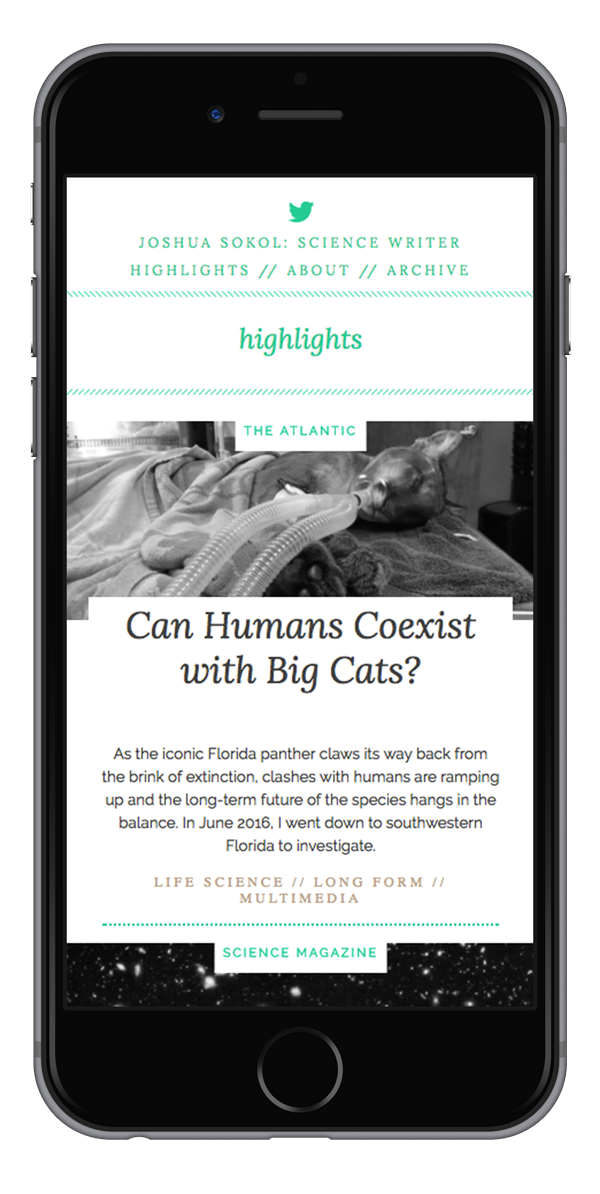 JOSHUA SOKOL: SCIENCE WRITER
HIGHLIGHTS // ABOUT // ARCHIVE
highlights
THE ATLANTIC
Can Humans Coexist
with Big Cats?
As the iconic Florida panther claws its way back from
the brink of extinction, clashes with humans are ramping
up and the long-term future of the species hangs in the
balance. In June 2016, I went down to southwestern
Florida to investigate.
LIFE SCIENCE // LONG FORM //
MULTIMEDIA
SCIENCE MAGAZINE